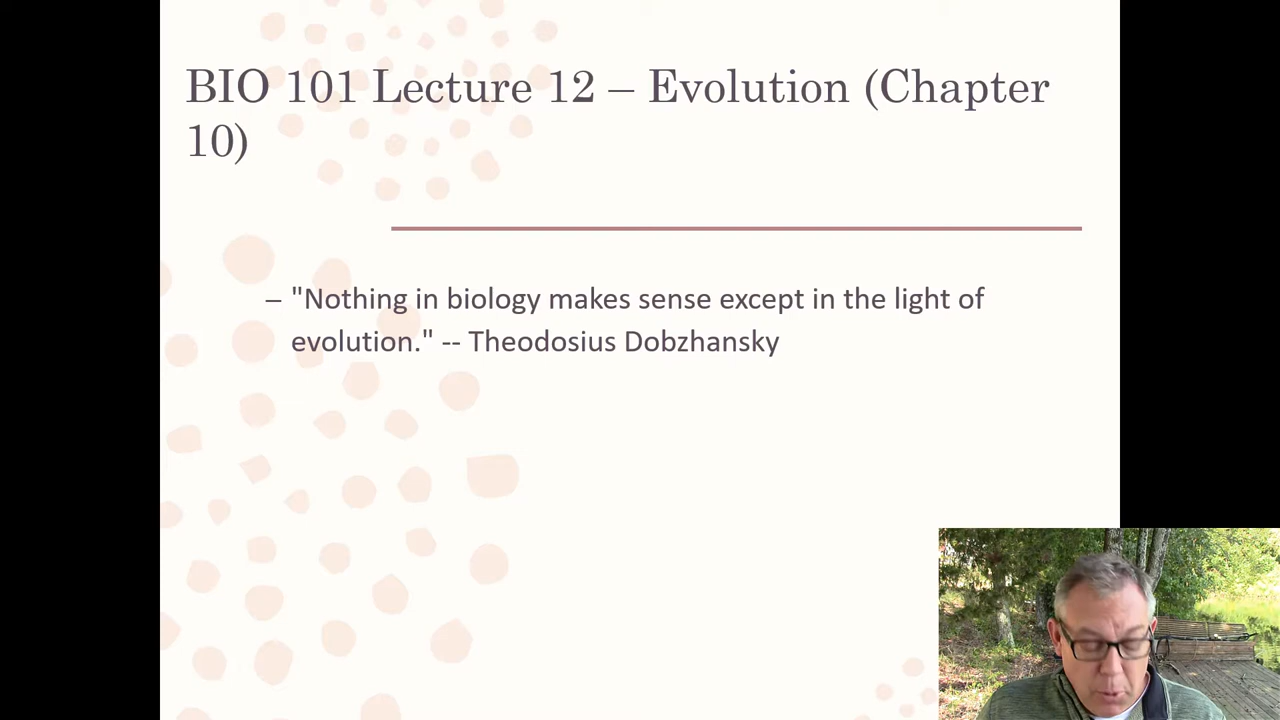 BIO 101 Lecture 12 – Evolution (Chapter
10)
– "Nothing in biology makes sense except in the light of
evolution." -- Theodosius Dobzhansky